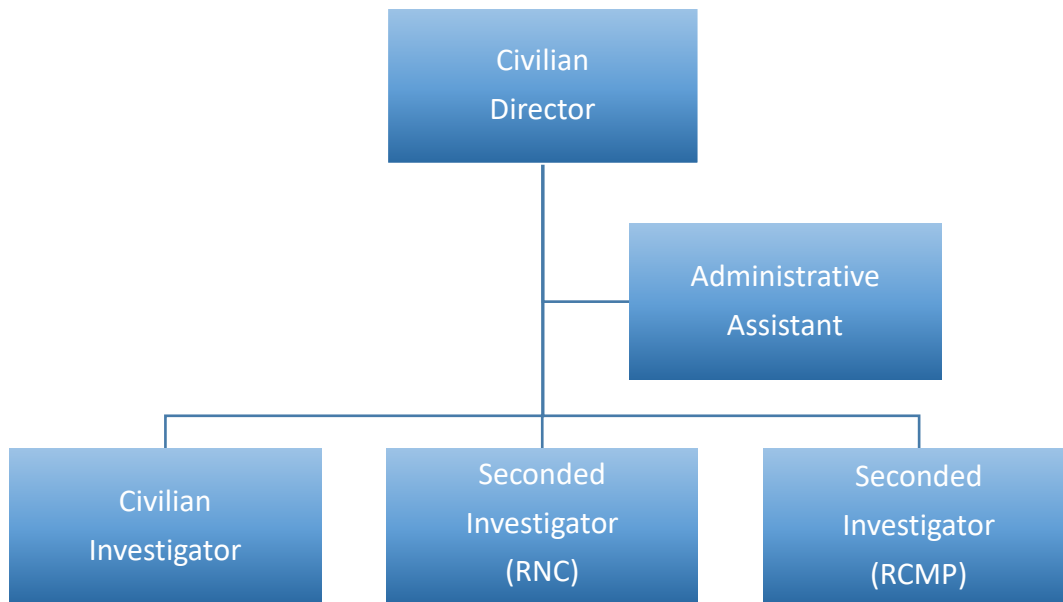 Civilian
Director
Administrative
Assistant
Civilian
Investigator
Seconded
Investigator
(RNC)
Seconded
Investigator
(RCMP)